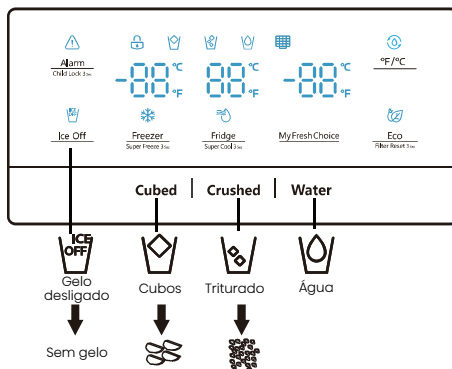 Alarm
Child Lock 3sec
-88 °C °F
88 °C °F
-88 °C °F
°F/°C
Ice Off
Freezer
Super Freeze 3Sec
Fridge
Super Cool 3Sec
My Fresh Choice
Eco
Filter Reset 3Sec
Cubed | Crushed | Water
ICE
OFF
Gelo
desligado
Cubos
Triturado
Água
Sem gelo